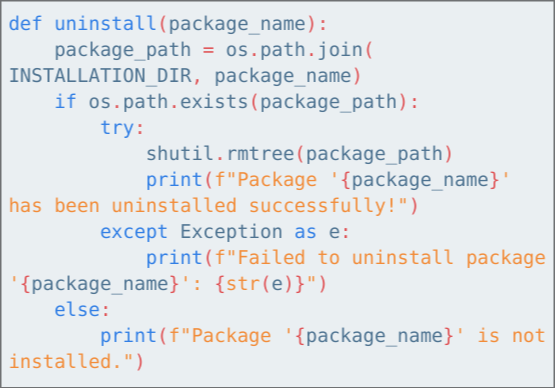 def uninstall(package_name):
    package_path = os.path.join(
INSTALLATION_DIR, package_name)
    if os.path.exists(package_path):
        try:
            shutil.rmtree(package_path)
            print(f"Package '{package_name}'
has been uninstalled successfully!")
        except Exception as e:
            print(f"Failed to uninstall package
'{package_name}': {str(e)}")
    else:
        print(f"Package '{package_name}' is not
installed.")